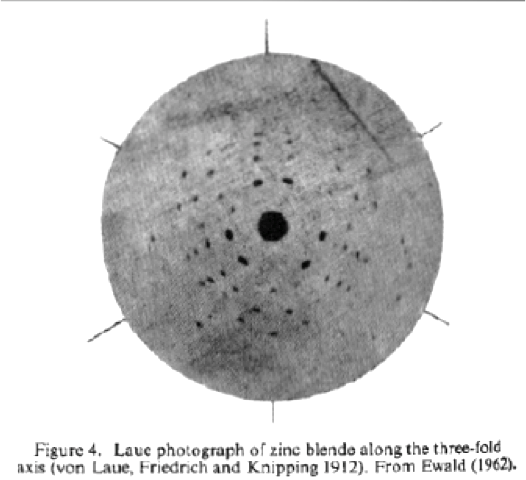 Figure 4. Laue photograph of zinc blende along the three-fold
axis (von Laue, Friedrich and Knipping 1912). From Ewald (1962).